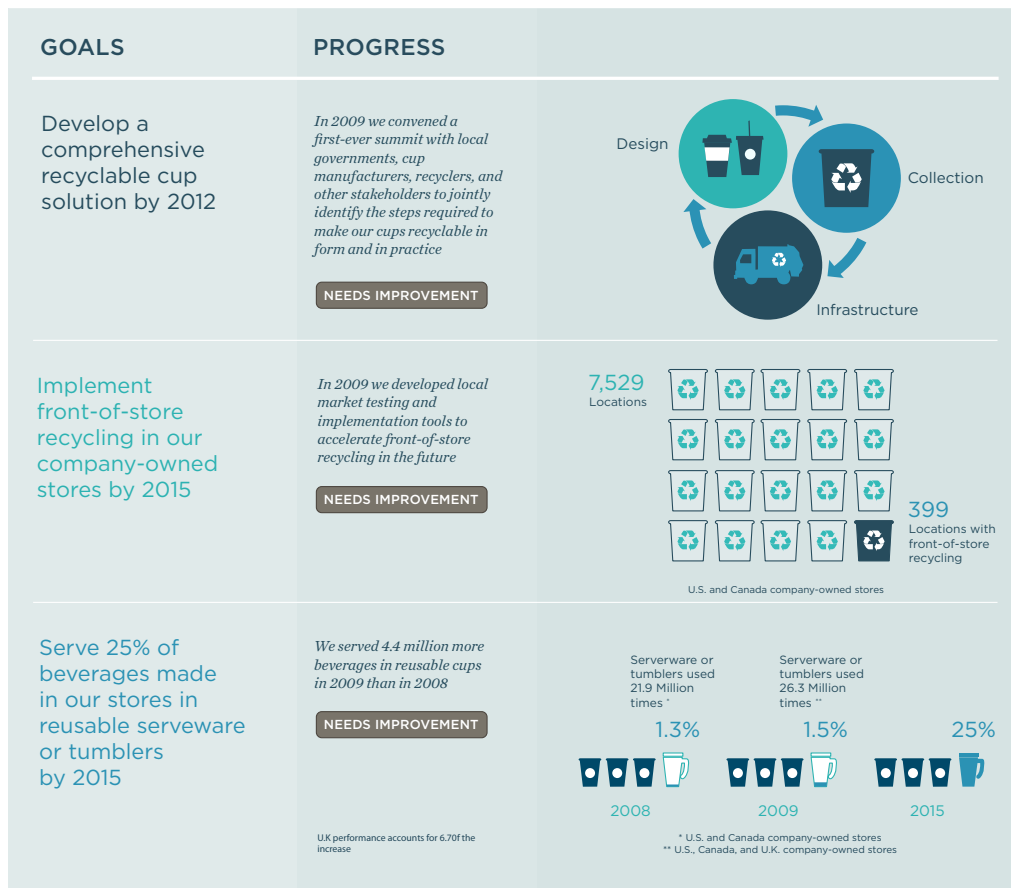 GOALS
PROGRESS
Develop a
comprehensive
recyclable cup
solution by 2012
In 2009 we convened a
first-ever summit with local
governments, cup
manufacturers, recyclers, and
other stakeholders to jointly
identify the steps required to
make our cups recyclable in
form and in practice
NEEDS IMPROVEMENT
Design
Collection
Infrastructure
Implement
front-of-store
recycling in our
company-owned
stores by 2015
In 2009 we developed local
market testing and
implementation tools to
accelerate front-of-store
recycling in the future
NEEDS IMPROVEMENT
7,529
Locations
399
Locations with
front-of-store
recycling
U.S. and Canada company-owned stores
Serve 25% of
beverages made
in our stores in
reusable serveware
or tumblers
by 2015
We served 4.4 million more
beverages in reusable cups
in 2009 than in 2008
NEEDS IMPROVEMENT
U.K performance accounts for 6.70f the
increase
Serverware or
tumblers used
21.9 Million
times *
1.3%
2008
Serverware or
tumblers used
26.3 Million
times **
1.5%
2009
25%
2015
* U.S. and Canada company-owned stores
** U.S., Canada, and U.K. company-owned stores